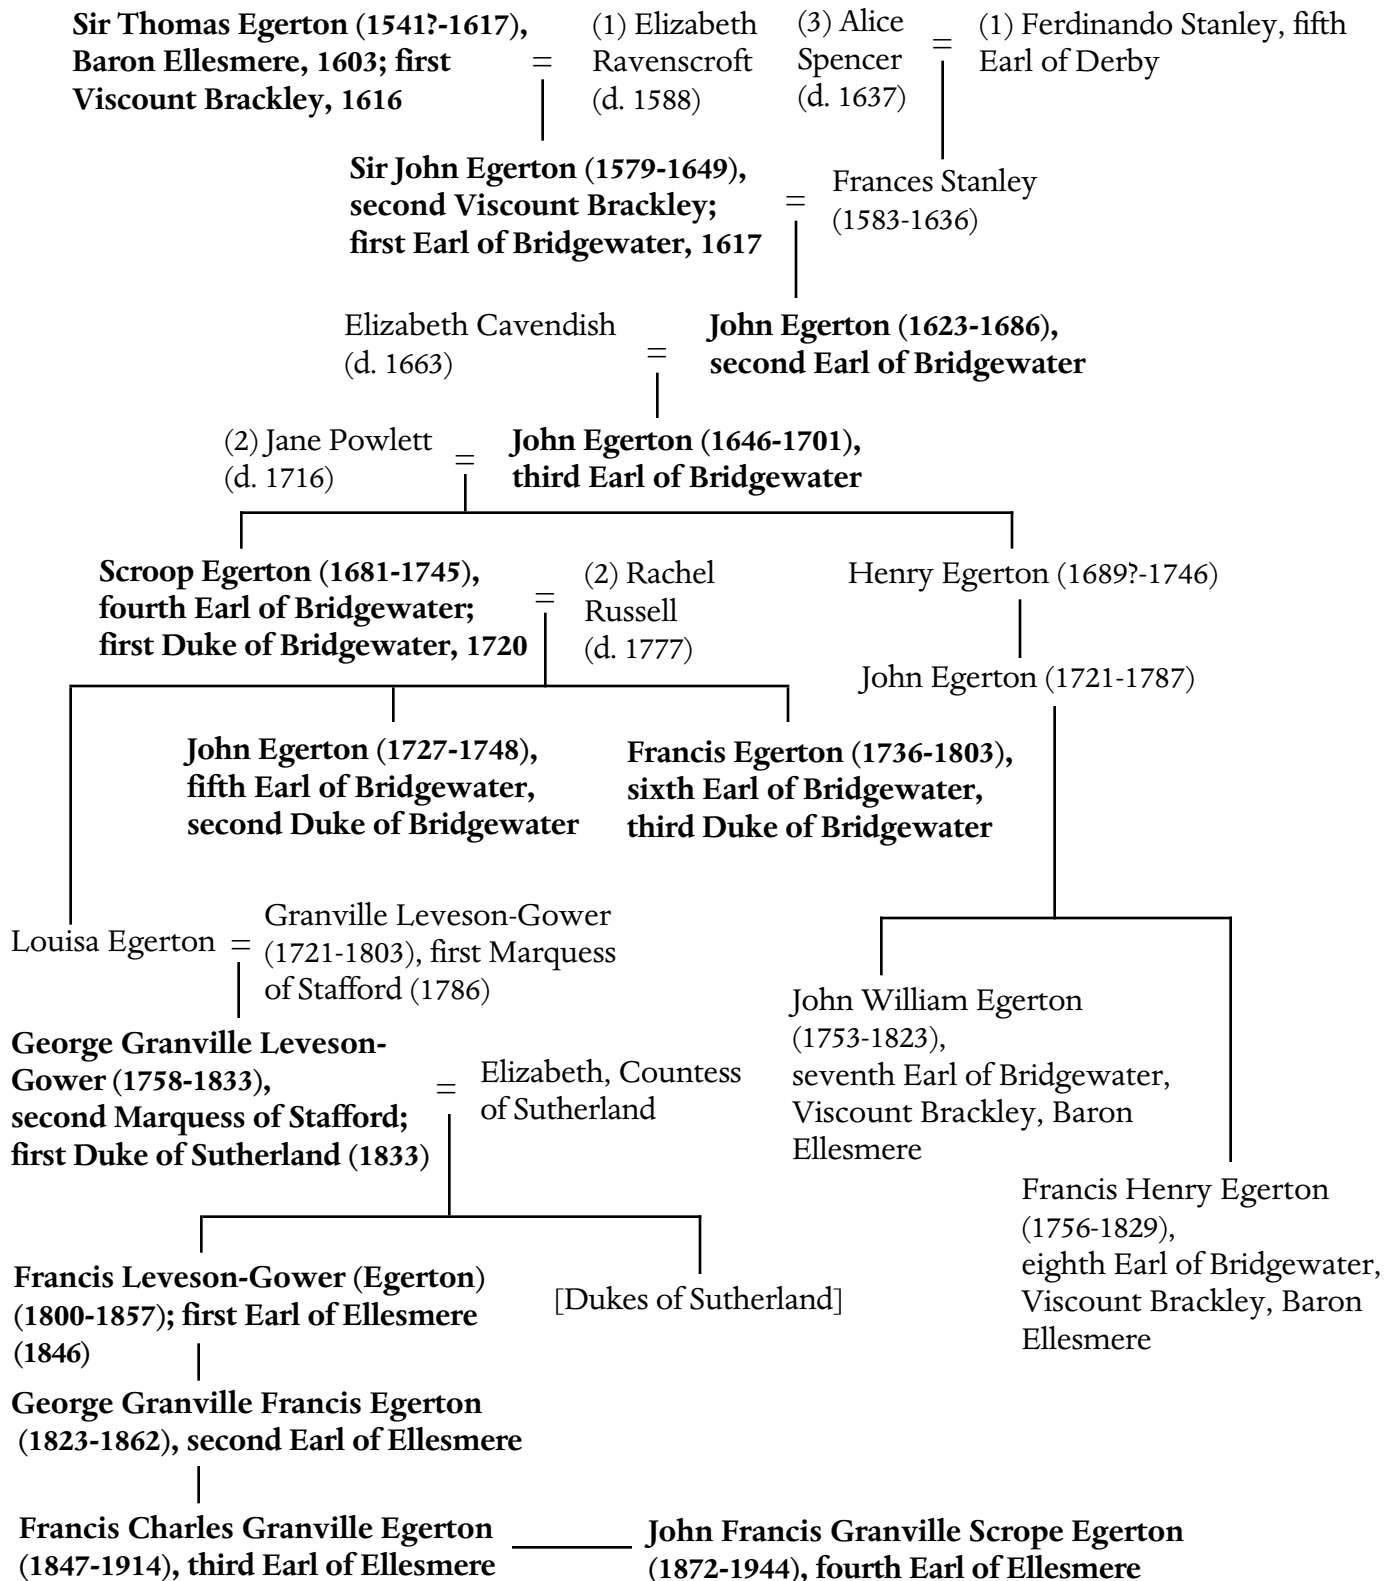 Sir Thomas Egerton (1541?-1617),
Baron Ellesmere, 1603; first
Viscount Brackley, 1616
=
(1) Elizabeth
Ravenscroft
(d. 1588)
(3) Alice
Spencer
(d. 1637)
=
(1) Ferdinando Stanley, fifth
Earl of Derby
Sir John Egerton (1579-1649),
second Viscount Brackley;
first Earl of Bridgewater, 1617
=
Frances Stanley
(1583-1636)
Elizabeth Cavendish
(d. 1663)
=
John Egerton (1623-1686),
second Earl of Bridgewater
(2) Jane Powlett
(d. 1716)
=
John Egerton (1646-1701),
third Earl of Bridgewater
Scroop Egerton (1681-1745),
fourth Earl of Bridgewater;
first Duke of Bridgewater, 1720
=
(2) Rachel
Russell
(d. 1777)
Henry Egerton (1689?-1746)
John Egerton (1721-1787)
John Egerton (1727-1748),
fifth Earl of Bridgewater,
second Duke of Bridgewater
Francis Egerton (1736-1803),
sixth Earl of Bridgewater,
third Duke of Bridgewater
Louisa Egerton
=
Granville Leveson-Gower
(1721-1803), first Marquess
of Stafford (1786)
John William Egerton
(1753-1823),
seventh Earl of Bridgewater,
Viscount Brackley, Baron
Ellesmere
George Granville Leveson-
Gower (1758-1833),
second Marquess of Stafford;
first Duke of Sutherland (1833)
=
Elizabeth, Countess
of Sutherland
Francis Henry Egerton
(1756-1829),
eighth Earl of Bridgewater,
Viscount Brackley, Baron
Ellesmere
Francis Leveson-Gower (Egerton)
(1800-1857); first Earl of Ellesmere
(1846)
[Dukes of Sutherland]
George Granville Francis Egerton
(1823-1862), second Earl of Ellesmere
Francis Charles Granville Egerton
(1847-1914), third Earl of Ellesmere
John Francis Granville Scrope Egerton
(1872-1944), fourth Earl of Ellesmere